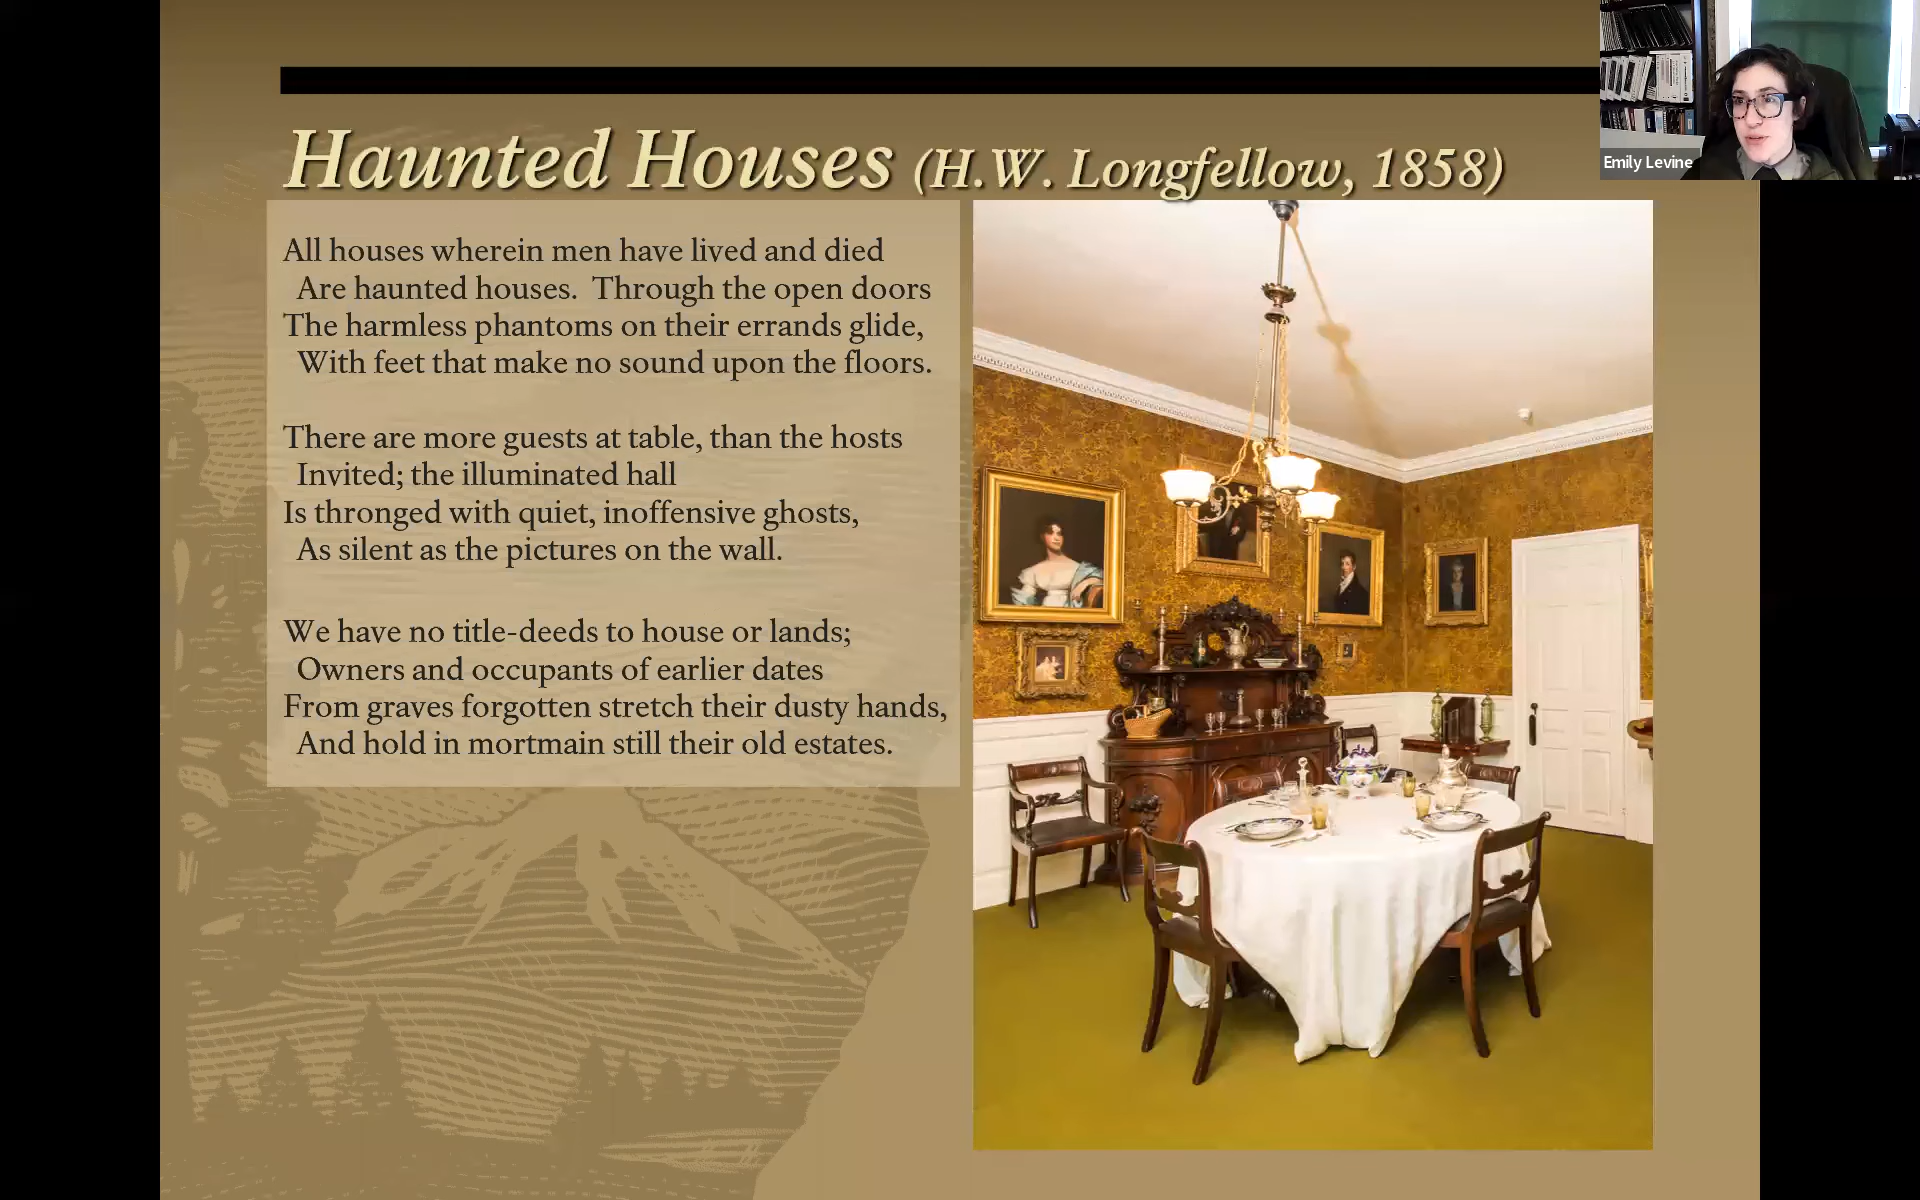 Haunted Houses (H.W. Longfellow, 1858)
Emily Levine
All houses wherein men have lived and died
Are haunted houses.  Through the open doors
The harmless phantoms on their errands glide,
With feet that make no sound upon the floors.
There are more guests at table, than the hosts
Invited; the illuminated hall
Is thronged with quiet, inoffensive ghosts,
As silent as the pictures on the wall.
We have no title-deeds to house or lands;
Owners and occupants of earlier dates
From graves forgotten stretch their dusty hands,
And hold in mortmain still their old estates.